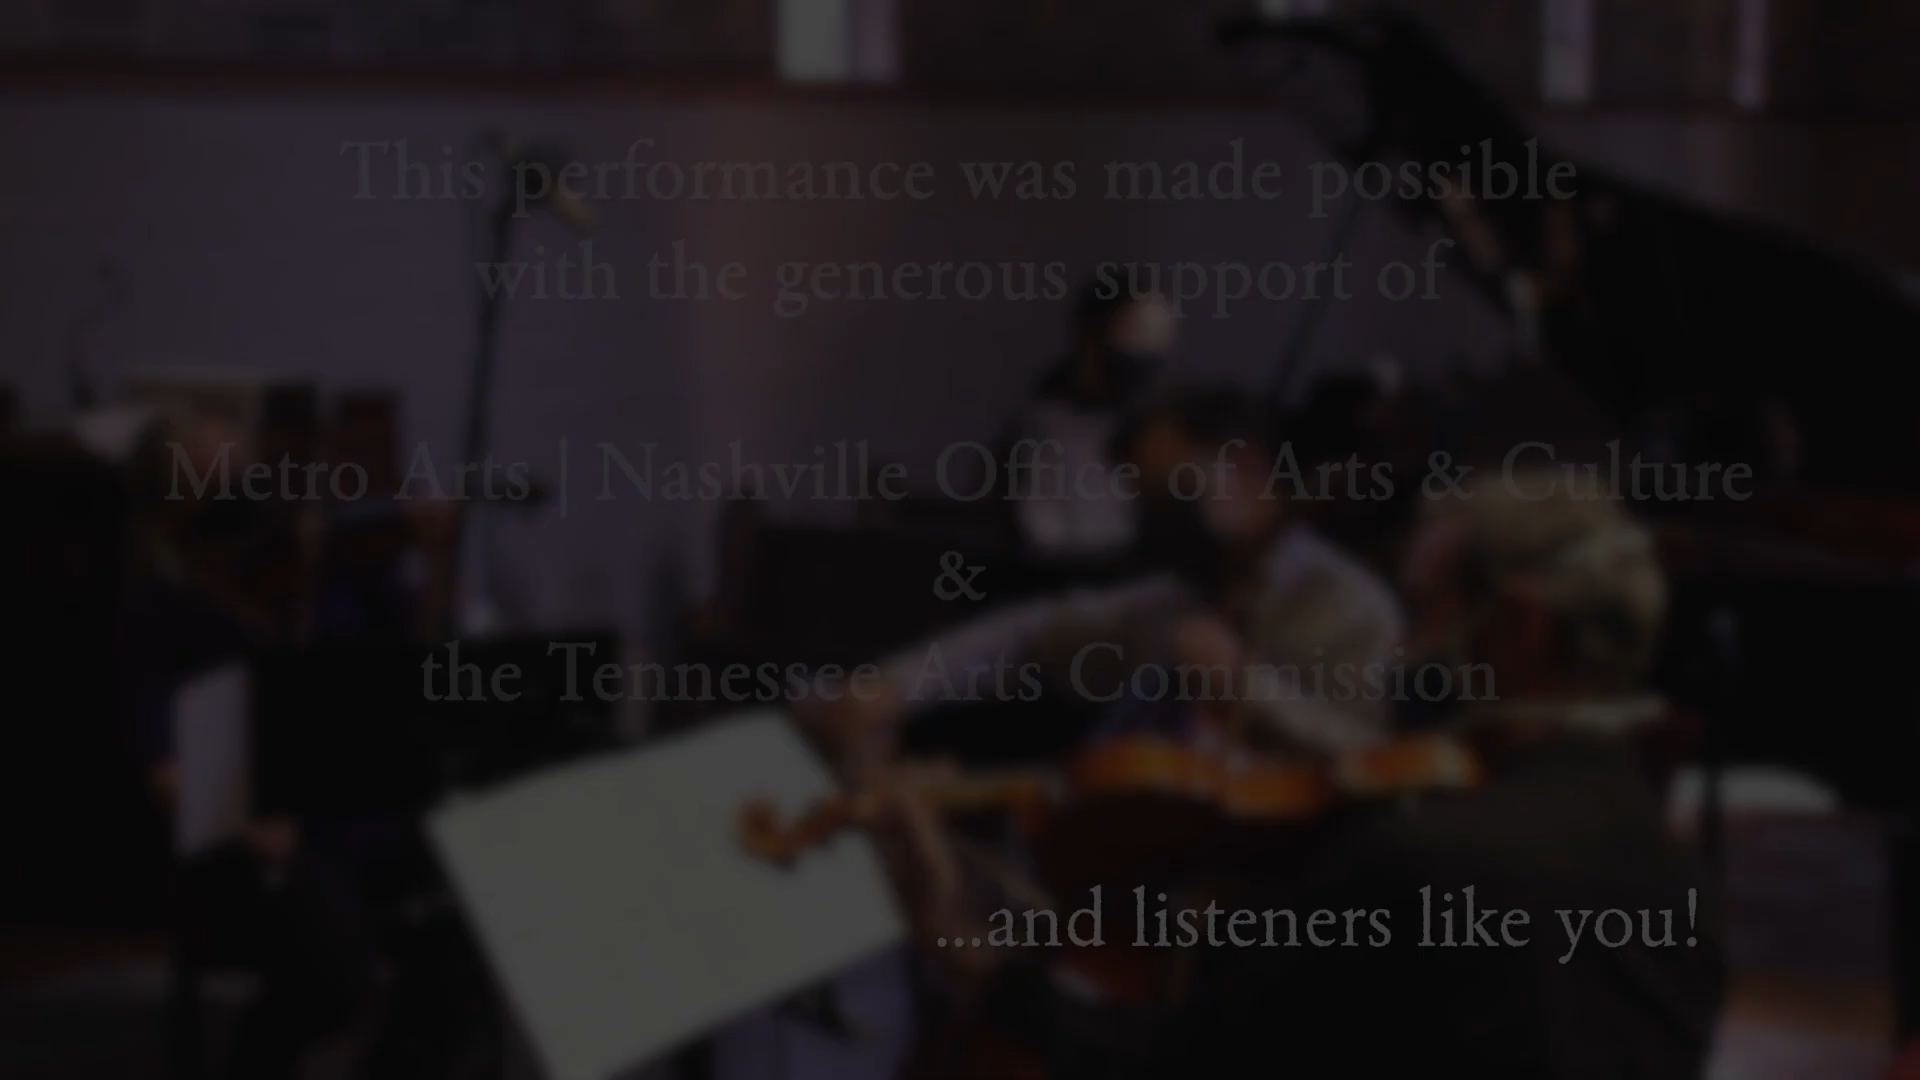 This performance was made possible
with the generous support of
Metro Arts | Nashville Office of Arts & Culture
&
the Tennessee Arts Commission
...and listeners like you!